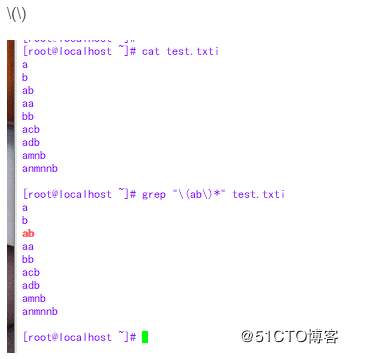 \(\)
[root@localhost ~]#
[root@localhost ~]# cat test.txti
a
b
ab
aa
bb
acb
adb
amnb
anmnnb
[root@localhost ~]# grep "\(ab\)*" test.txti
a
b
ab
aa
bb
acb
adb
amnb
anmnnb
[root@localhost ~]#
@51CTO博客